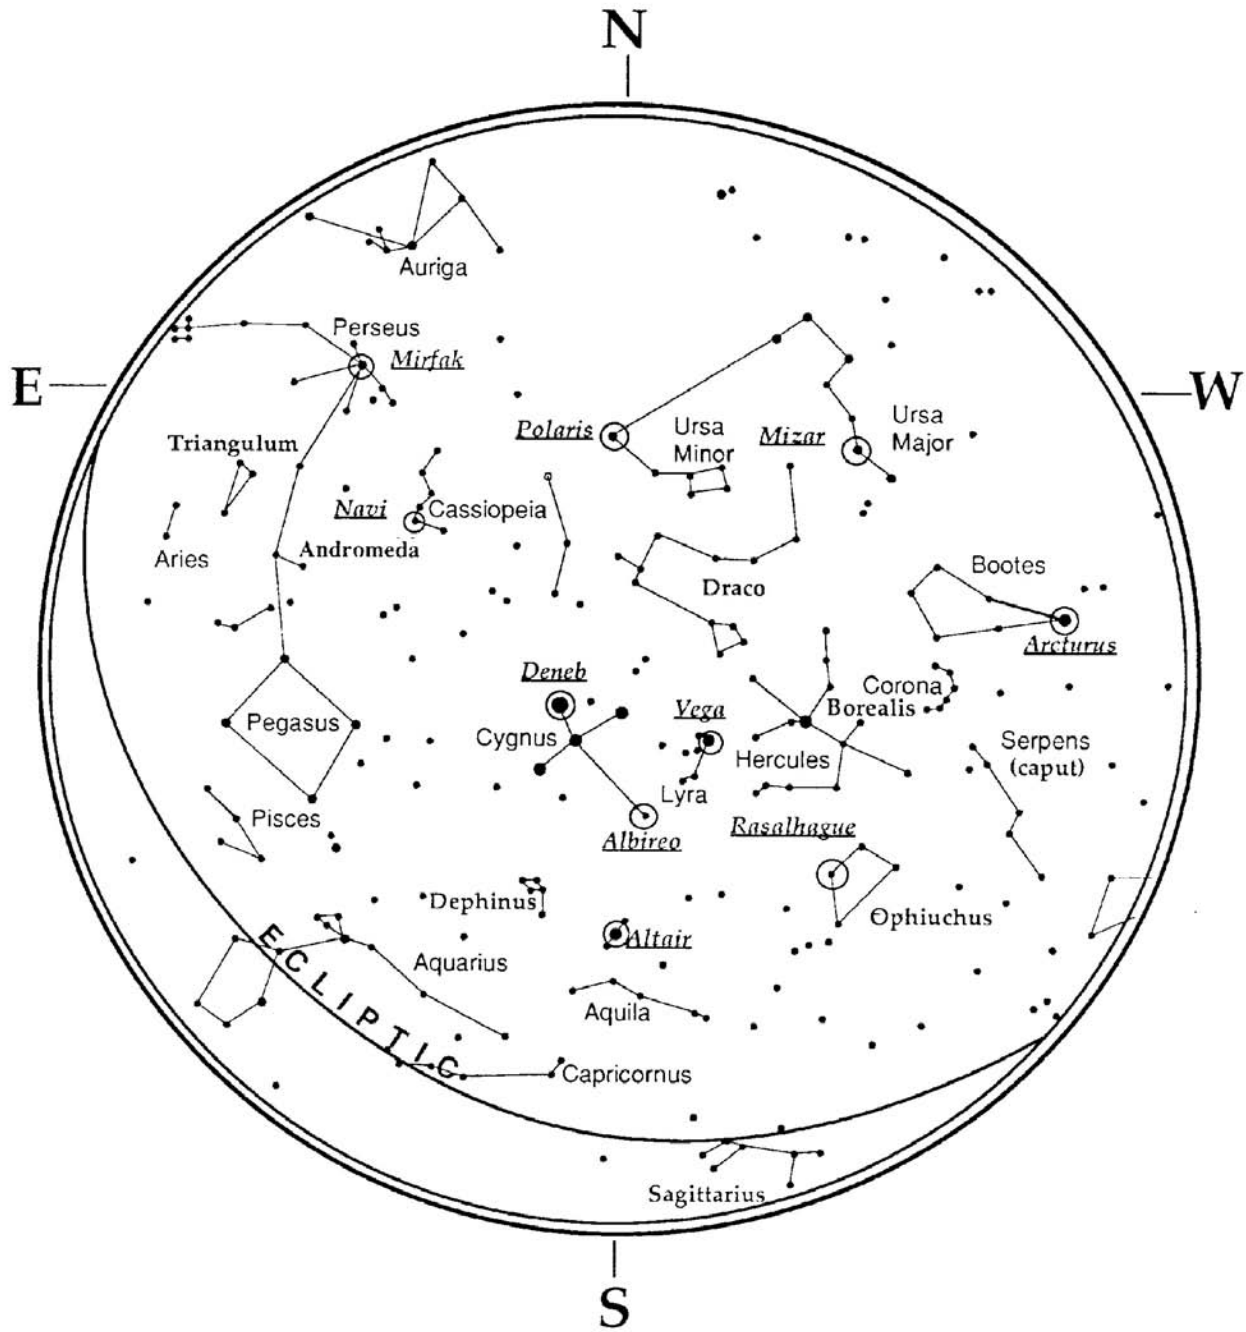 N
Auriga
Perseus
Mirfak
E
W
Polaris
Ursa
Minor
Mizar
Ursa
Major
Triangulum
Navi
Cassiopeia
Aries
Andromeda
Draco
Bootes
Arcturus
Deneb
Pegasus
Cygnus
Vega
Corona
Borealis
Hercules
Serpens
(caput)
Lyra
Pisces
Albireo
Rasalhague
Dephinus
Ophiuchus
Altair
Aquarius
Aquila
ECLIPTIC
Capricornus
Sagittarius
S